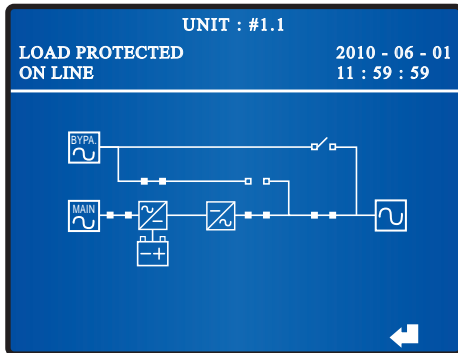 UNIT : #1.1
LOAD PROTECTED
2010 - 06 - 01
ON LINE
11 : 59 : 59
BYPA.
MAIN